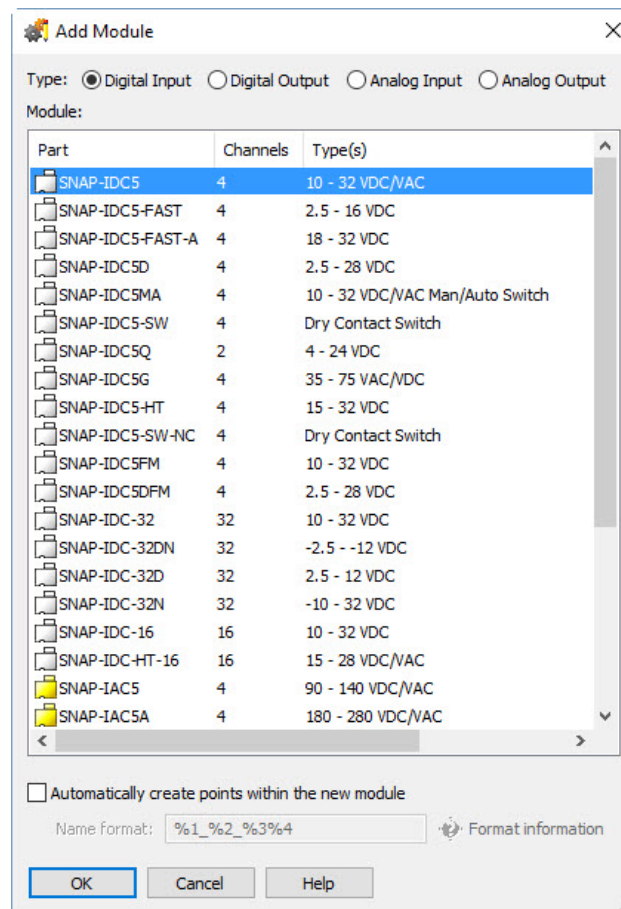 Add Module
Type: Digital Input Digital Output Analog Input Analog Output
Module:
Part Channels Type(s)
SNAP-IDC5 4 10 - 32 VDC/VAC
SNAP-IDC5-FAST 4 2.5 - 16 VDC
SNAP-IDC5-FAST-A 4 18 - 32 VDC
SNAP-IDC5D 4 2.5 - 28 VDC
SNAP-IDC5MA 4 10 - 32 VDC/VAC Man/Auto Switch
SNAP-IDC5-SW 4 Dry Contact Switch
SNAP-IDC5Q 2 4 - 24 VDC
SNAP-IDC5G 4 35 - 75 VAC/VDC
SNAP-IDC5-HT 4 15 - 32 VDC
SNAP-IDC5-SW-NC 4 Dry Contact Switch
SNAP-IDC5FM 4 10 - 32 VDC
SNAP-IDC5DFM 4 2.5 - 28 VDC
SNAP-IDC-32 32 10 - 32 VDC
SNAP-IDC-32DN 32 -2.5 - -12 VDC
SNAP-IDC-32D 32 2.5 - 12 VDC
SNAP-IDC-32N 32 -10 - 32 VDC
SNAP-IDC-16 16 10 - 32 VDC
SNAP-IDC-HT-16 16 15 - 28 VDC/VAC
SNAP-IAC5 4 90 - 140 VDC/VAC
SNAP-IAC5A 4 180 - 280 VDC/VAC
Automatically create points within the new module
Name format: %1_%2_%3%4 Format information
OK Cancel Help